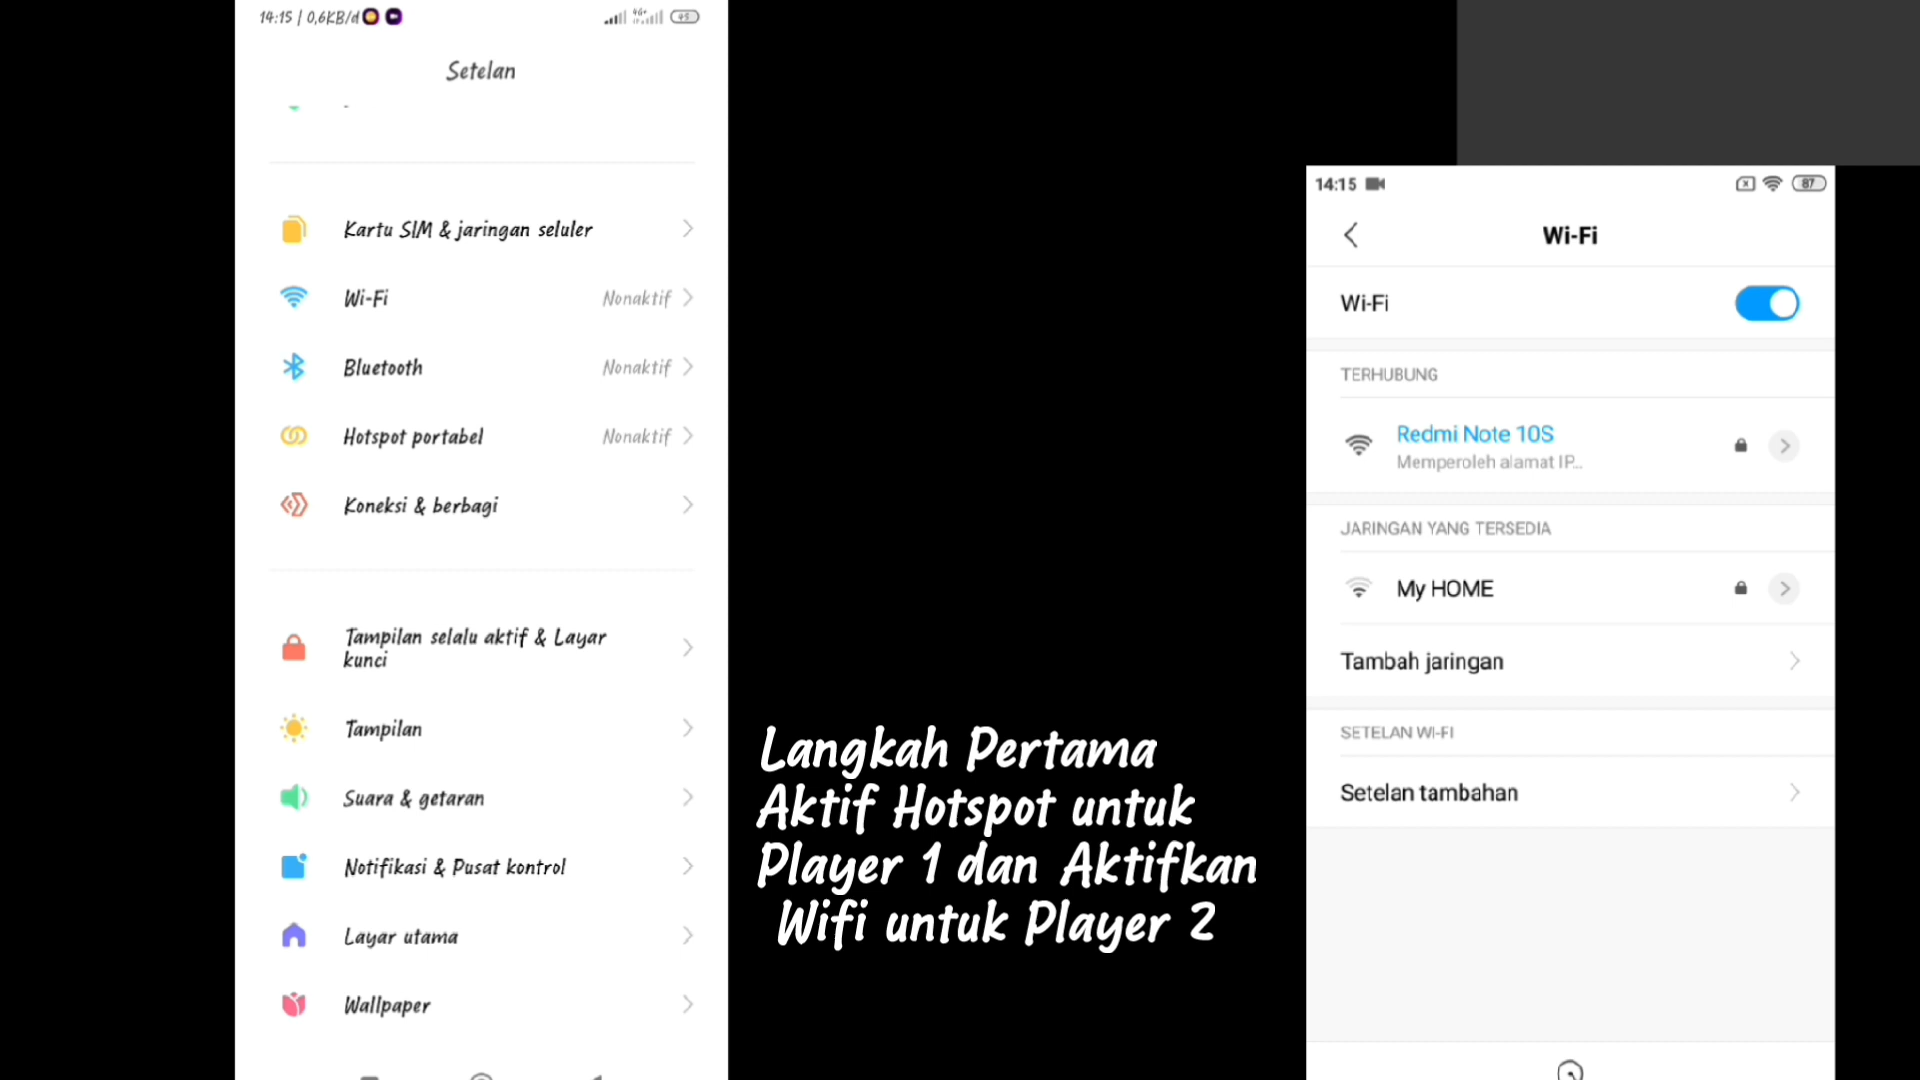 14:15 | 0,6KB/d
4G+
45
Setelan
Kartu SIM & jaringan seluler
Wi-Fi
Nonaktif
Bluetooth
Nonaktif
Hotspot portabel
Nonaktif
Koneksi & berbagi
Tampilan selalu aktif & Layar
kunci
Tampilan
Suara & getaran
Notifikasi & Pusat kontrol
Layar utama
Wallpaper
Langkah Pertama
Aktif Hotspot untuk
Player 1 dan Aktifkan
Wifi untuk Player 2
14:15
87
Wi-Fi
Wi-Fi
TERHUBUNG
Redmi Note 10S
Memperoleh alamat IP...
JARINGAN YANG TERSEDIA
My HOME
Tambah jaringan
SETELAN WI-FI
Setelan tambahan